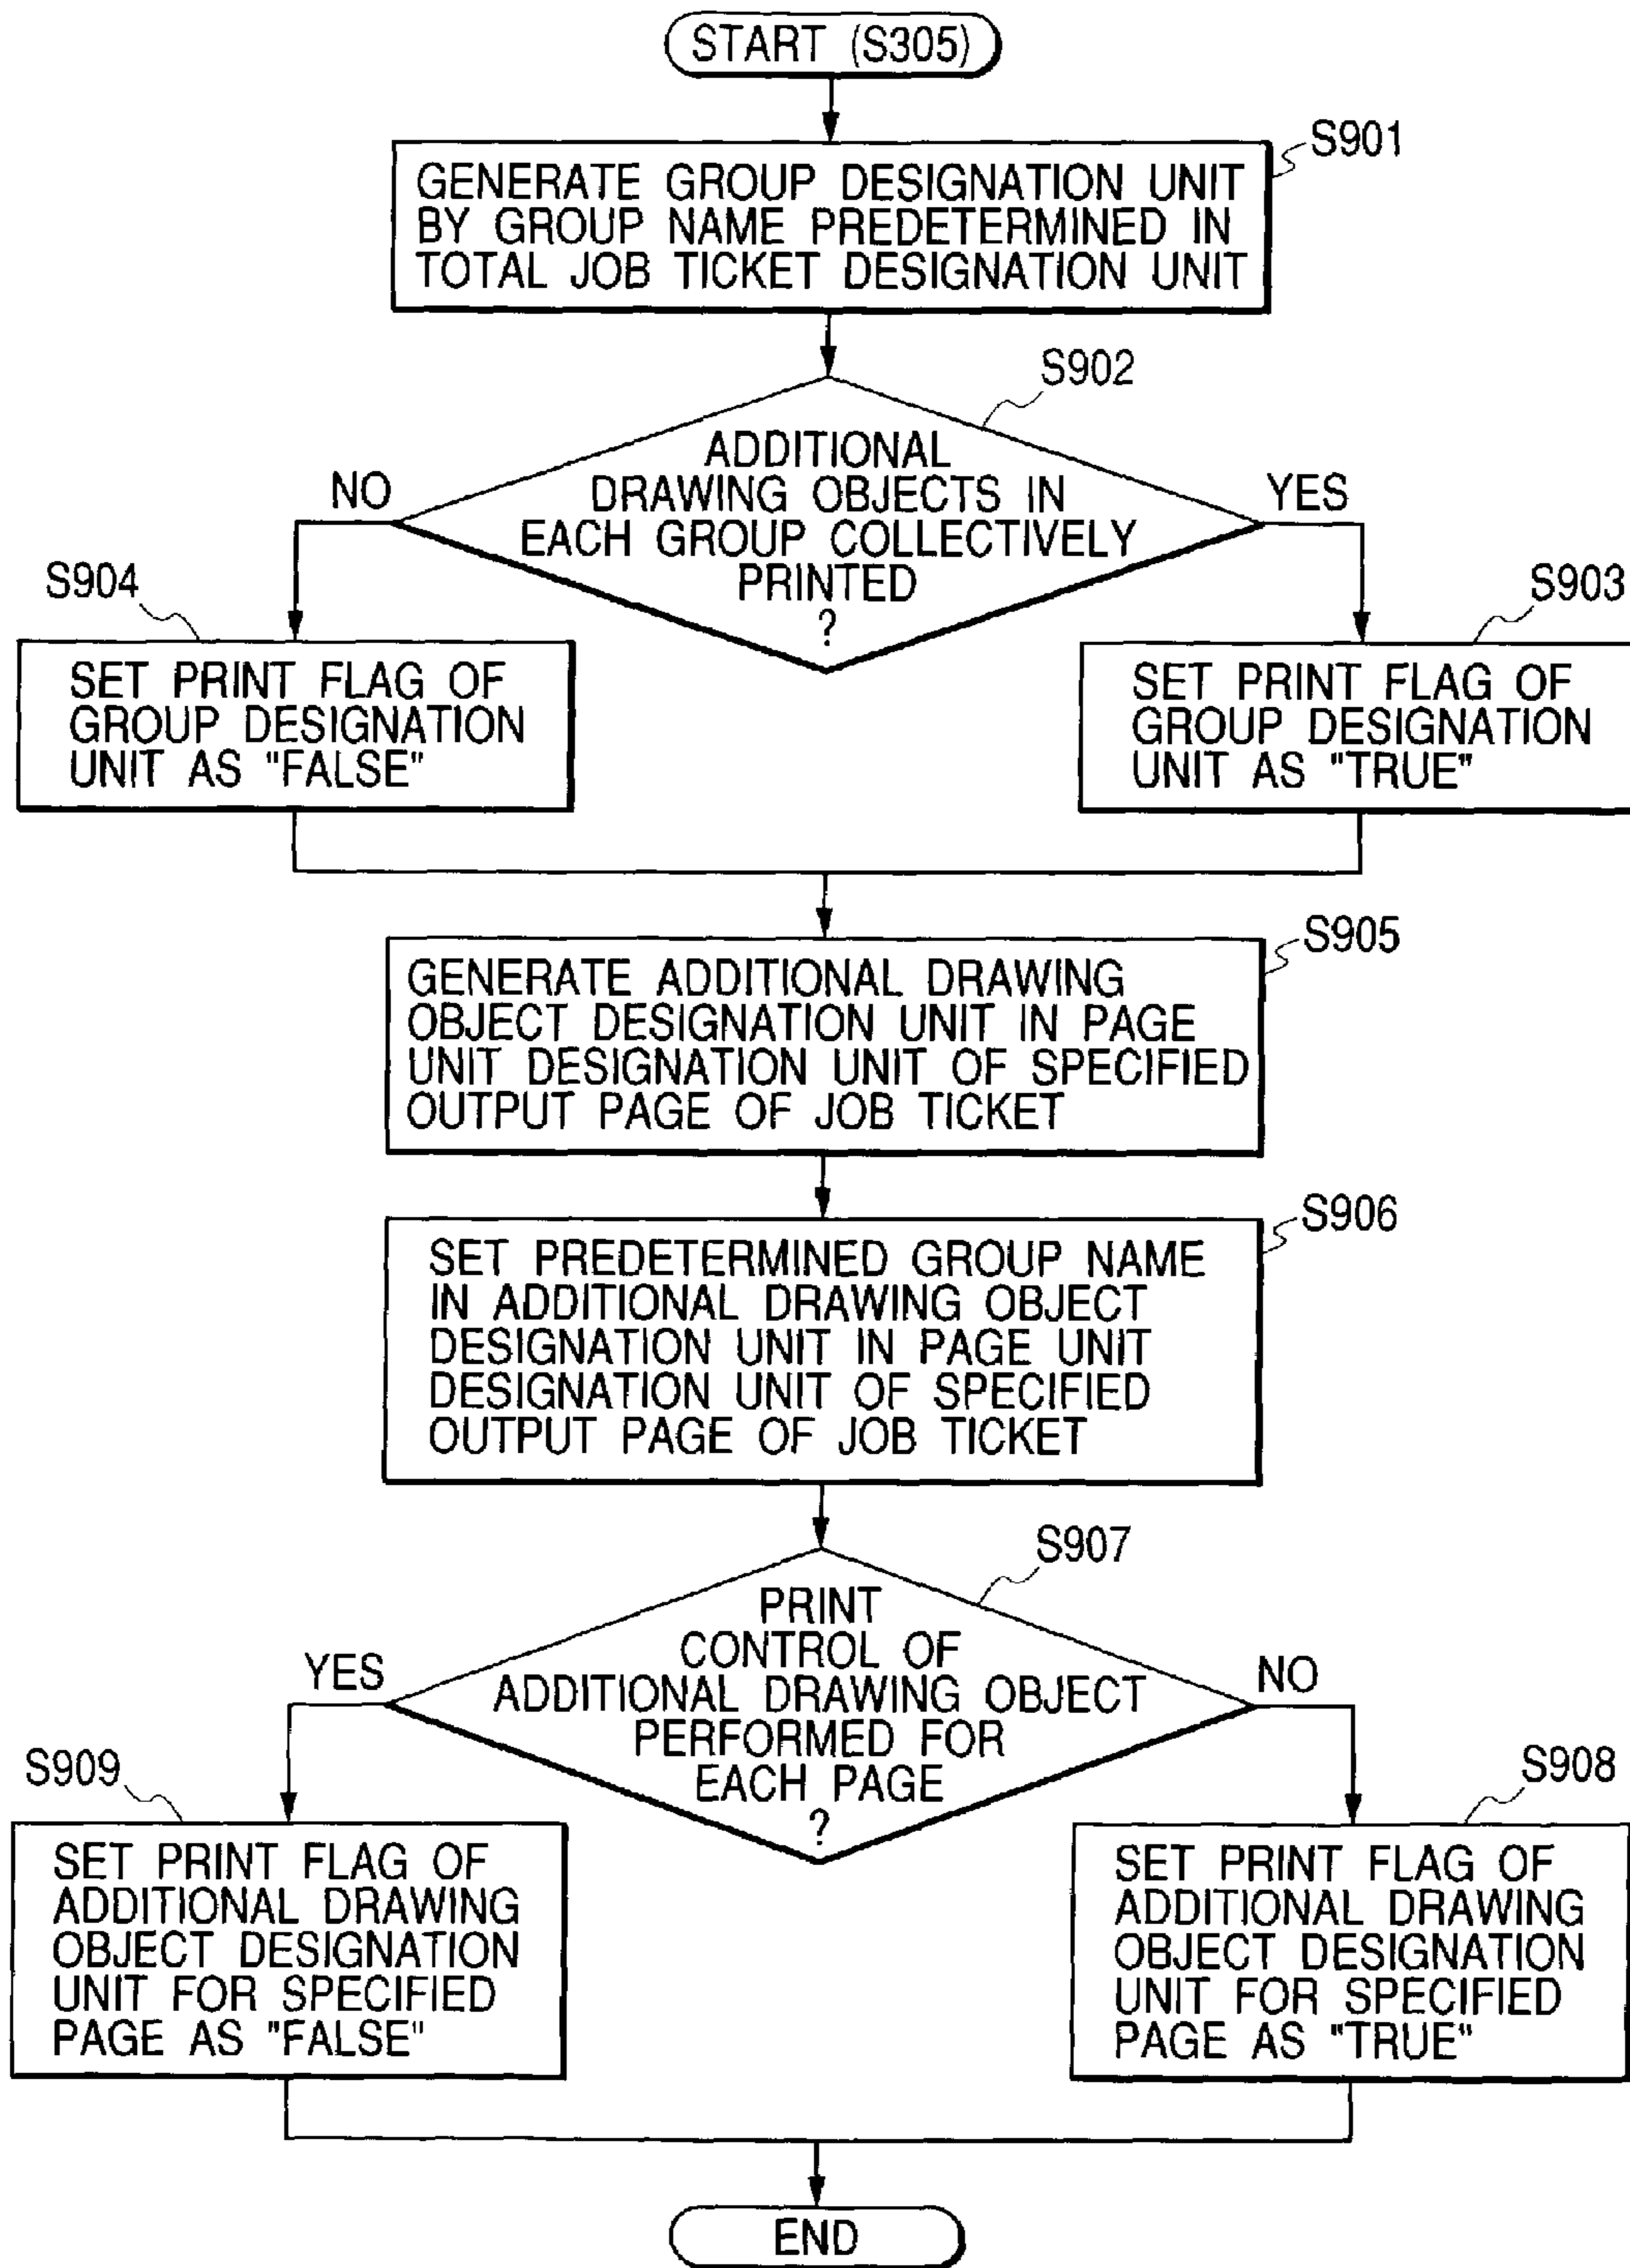 START (S305)
S901
GENERATE GROUP DESIGNATION UNIT
BY GROUP NAME PREDETERMINED IN
TOTAL JOB TICKET DESIGNATION UNIT
S902
ADDITIONAL
DRAWING OBJECTS IN
EACH GROUP COLLECTIVELY
PRINTED
?
NO
YES
S904
SET PRINT FLAG OF
GROUP DESIGNATION
UNIT AS "FALSE"
S903
SET PRINT FLAG OF
GROUP DESIGNATION
UNIT AS "TRUE"
S905
GENERATE ADDITIONAL DRAWING
OBJECT DESIGNATION UNIT IN PAGE
UNIT DESIGNATION UNIT OF SPECIFIED
OUTPUT PAGE OF JOB TICKET
S906
SET PREDETERMINED GROUP NAME
IN ADDITIONAL DRAWING OBJECT
DESIGNATION UNIT IN PAGE UNIT
DESIGNATION UNIT OF SPECIFIED
OUTPUT PAGE OF JOB TICKET
S907
PRINT
CONTROL OF
ADDITIONAL DRAWING OBJECT
PERFORMED FOR
EACH PAGE
?
YES
NO
S909
SET PRINT FLAG OF
ADDITIONAL DRAWING
OBJECT DESIGNATION
UNIT FOR SPECIFIED
PAGE AS "FALSE"
S908
SET PRINT FLAG OF
ADDITIONAL DRAWING
OBJECT DESIGNATION
UNIT FOR SPECIFIED
PAGE AS "TRUE"
END